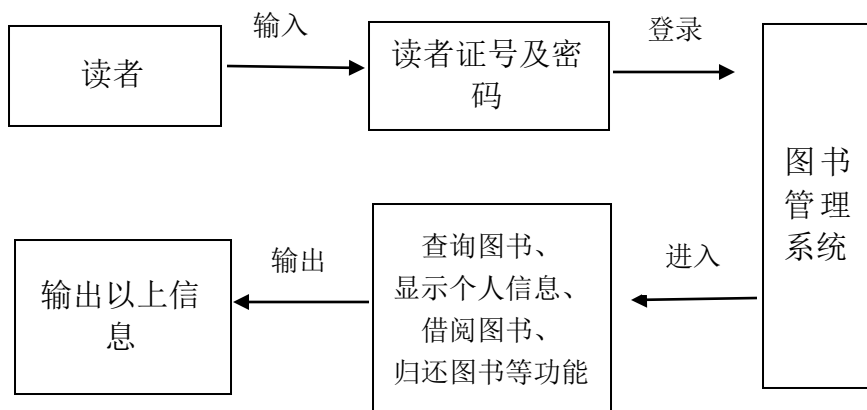 读者
输入
读者证号及密
码
登录
图书
管理
系统
进入
查询图书、
显示个人信息、
借阅图书、
归还图书等功能
输出
输出以上信
息